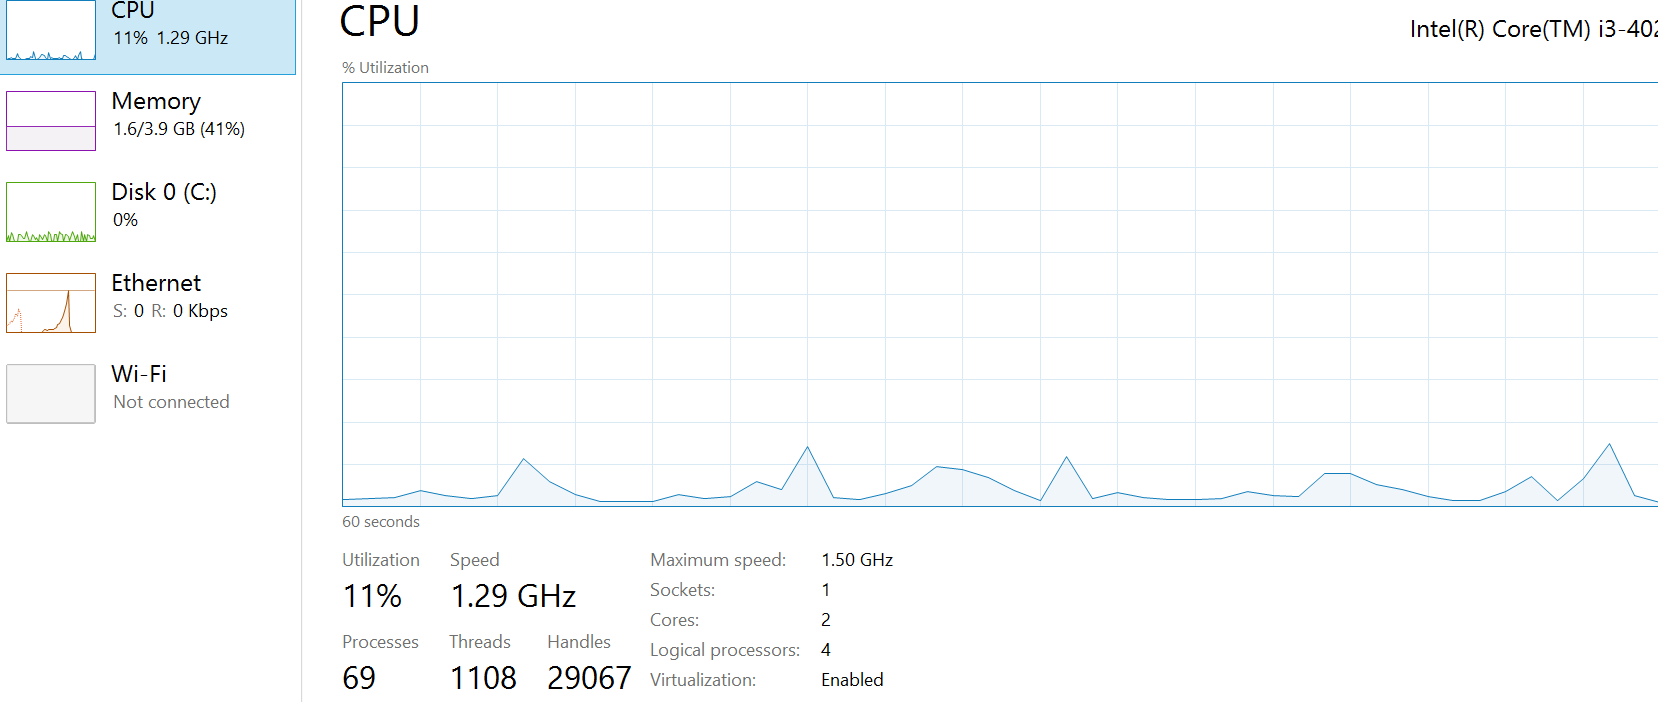 CPU
11% 1.29 GHz
Memory
1.6/3.9 GB (41%)
Disk 0 (C:)
0%
Ethernet
S: 0 R: 0 Kbps
Wi-Fi
Not connected
CPU
Intel(R) Core(TM) i3-402
% Utilization
60 seconds
Utilization Speed
11% 1.29 GHz
Processes Threads Handles
69 1108 29067
Maximum speed: 1.50 GHz
Sockets: 1
Cores: 2
Logical processors: 4
Virtualization: Enabled